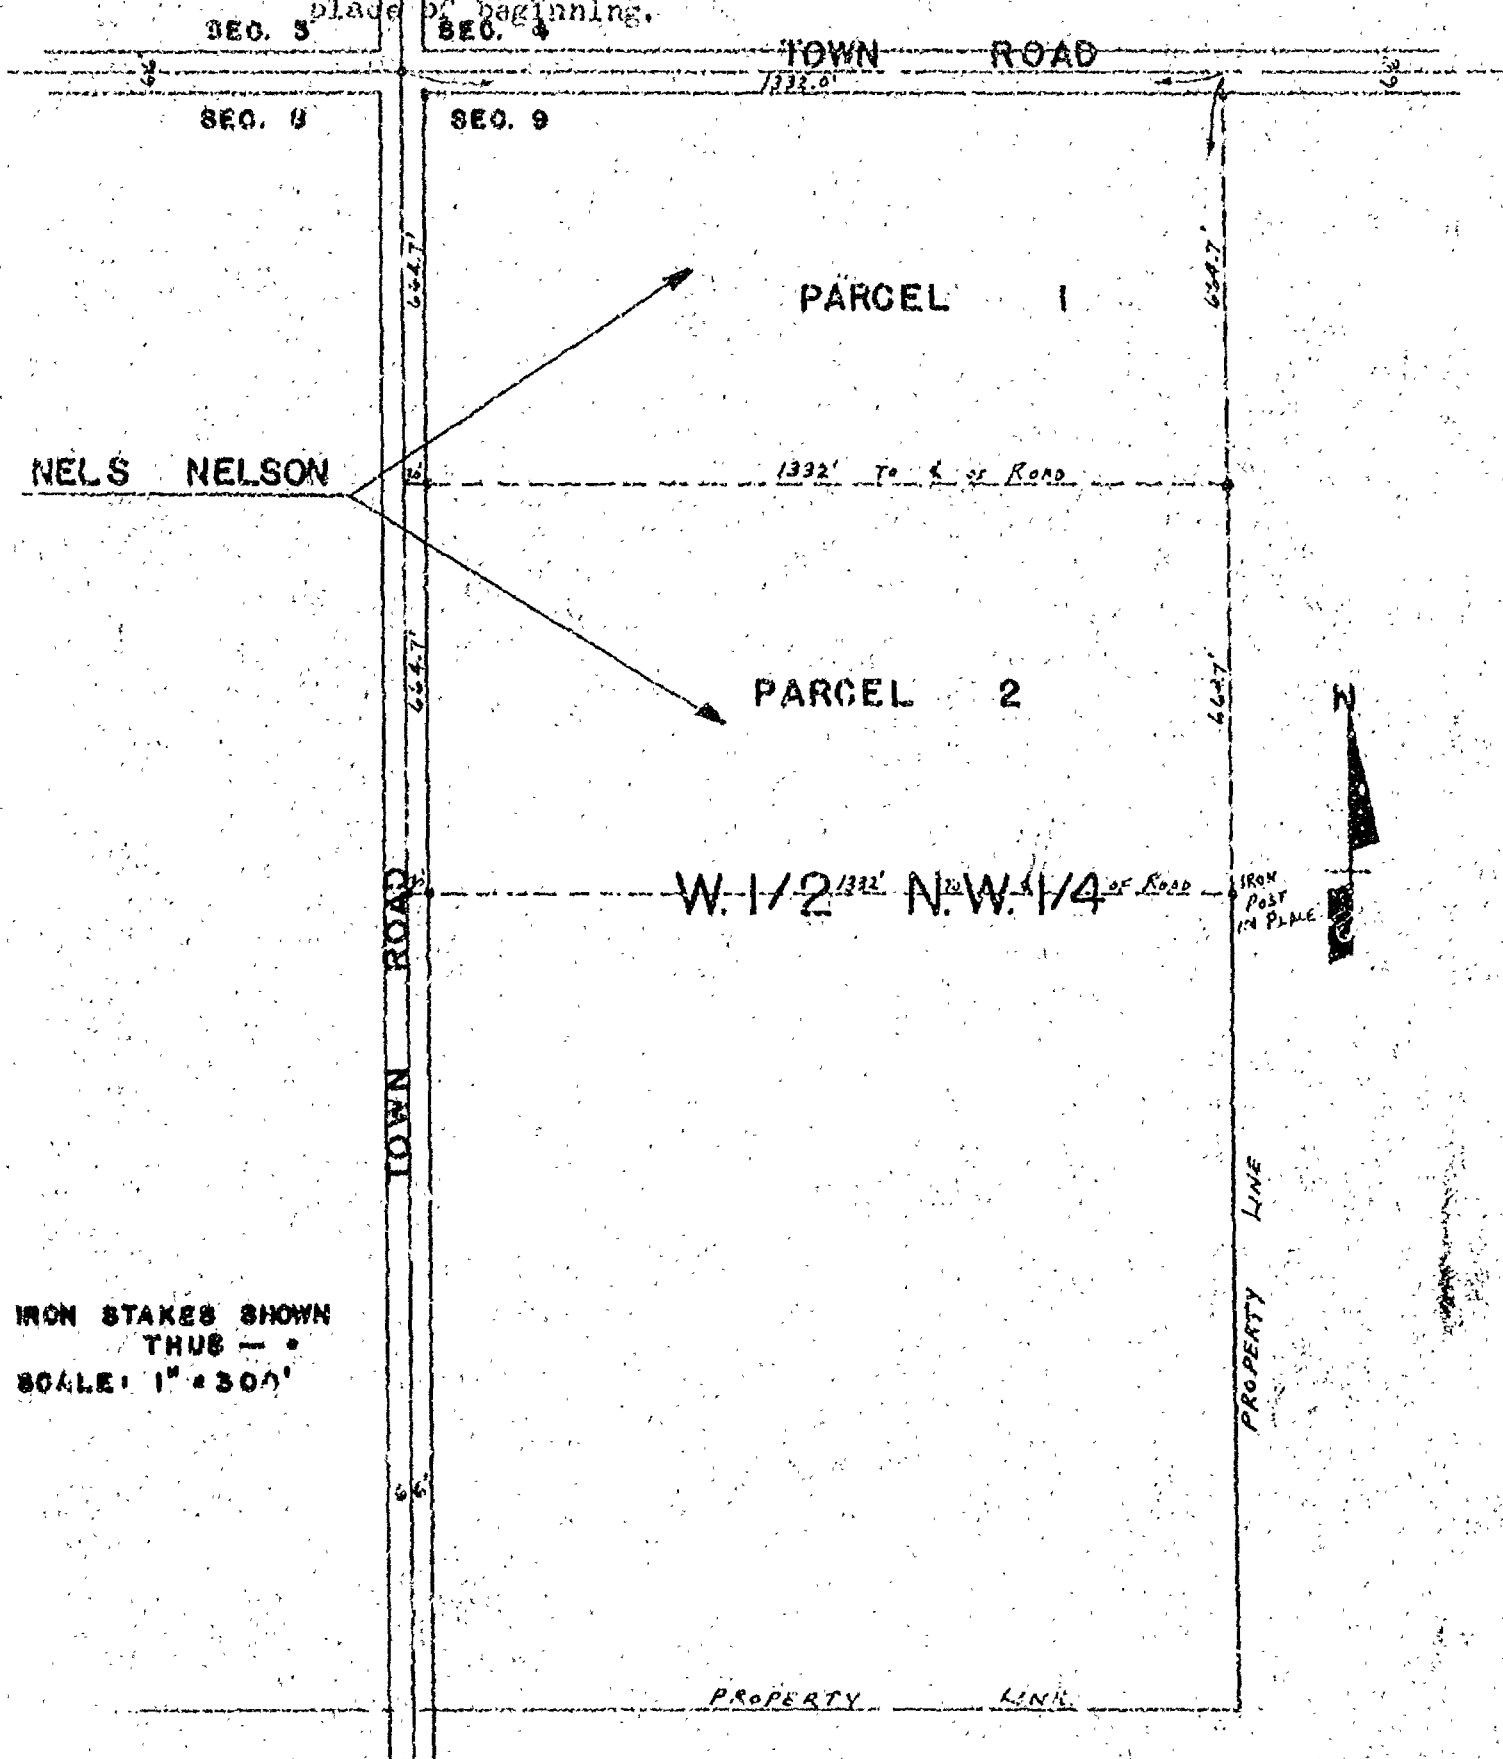 place of beginning.
SEC. 5 SEC. 4
TOWN ROAD
66'
1332.0'
66'
SEC. 8 SEC. 9
664.7'
664.7'
PARCEL 1
NELS NELSON
1332' To ℄ of ROAD
664.7'
664.7'
PARCEL 2
N
W. 1/2 N.W. 1/4
1332' TO ℄ OF ROAD
IRON
POST
IN PLACE
TOWN ROAD
PROPERTY LINE
IRON STAKES SHOWN
THUS — •
SCALE: 1" = 300'
66'
PROPERTY LINE